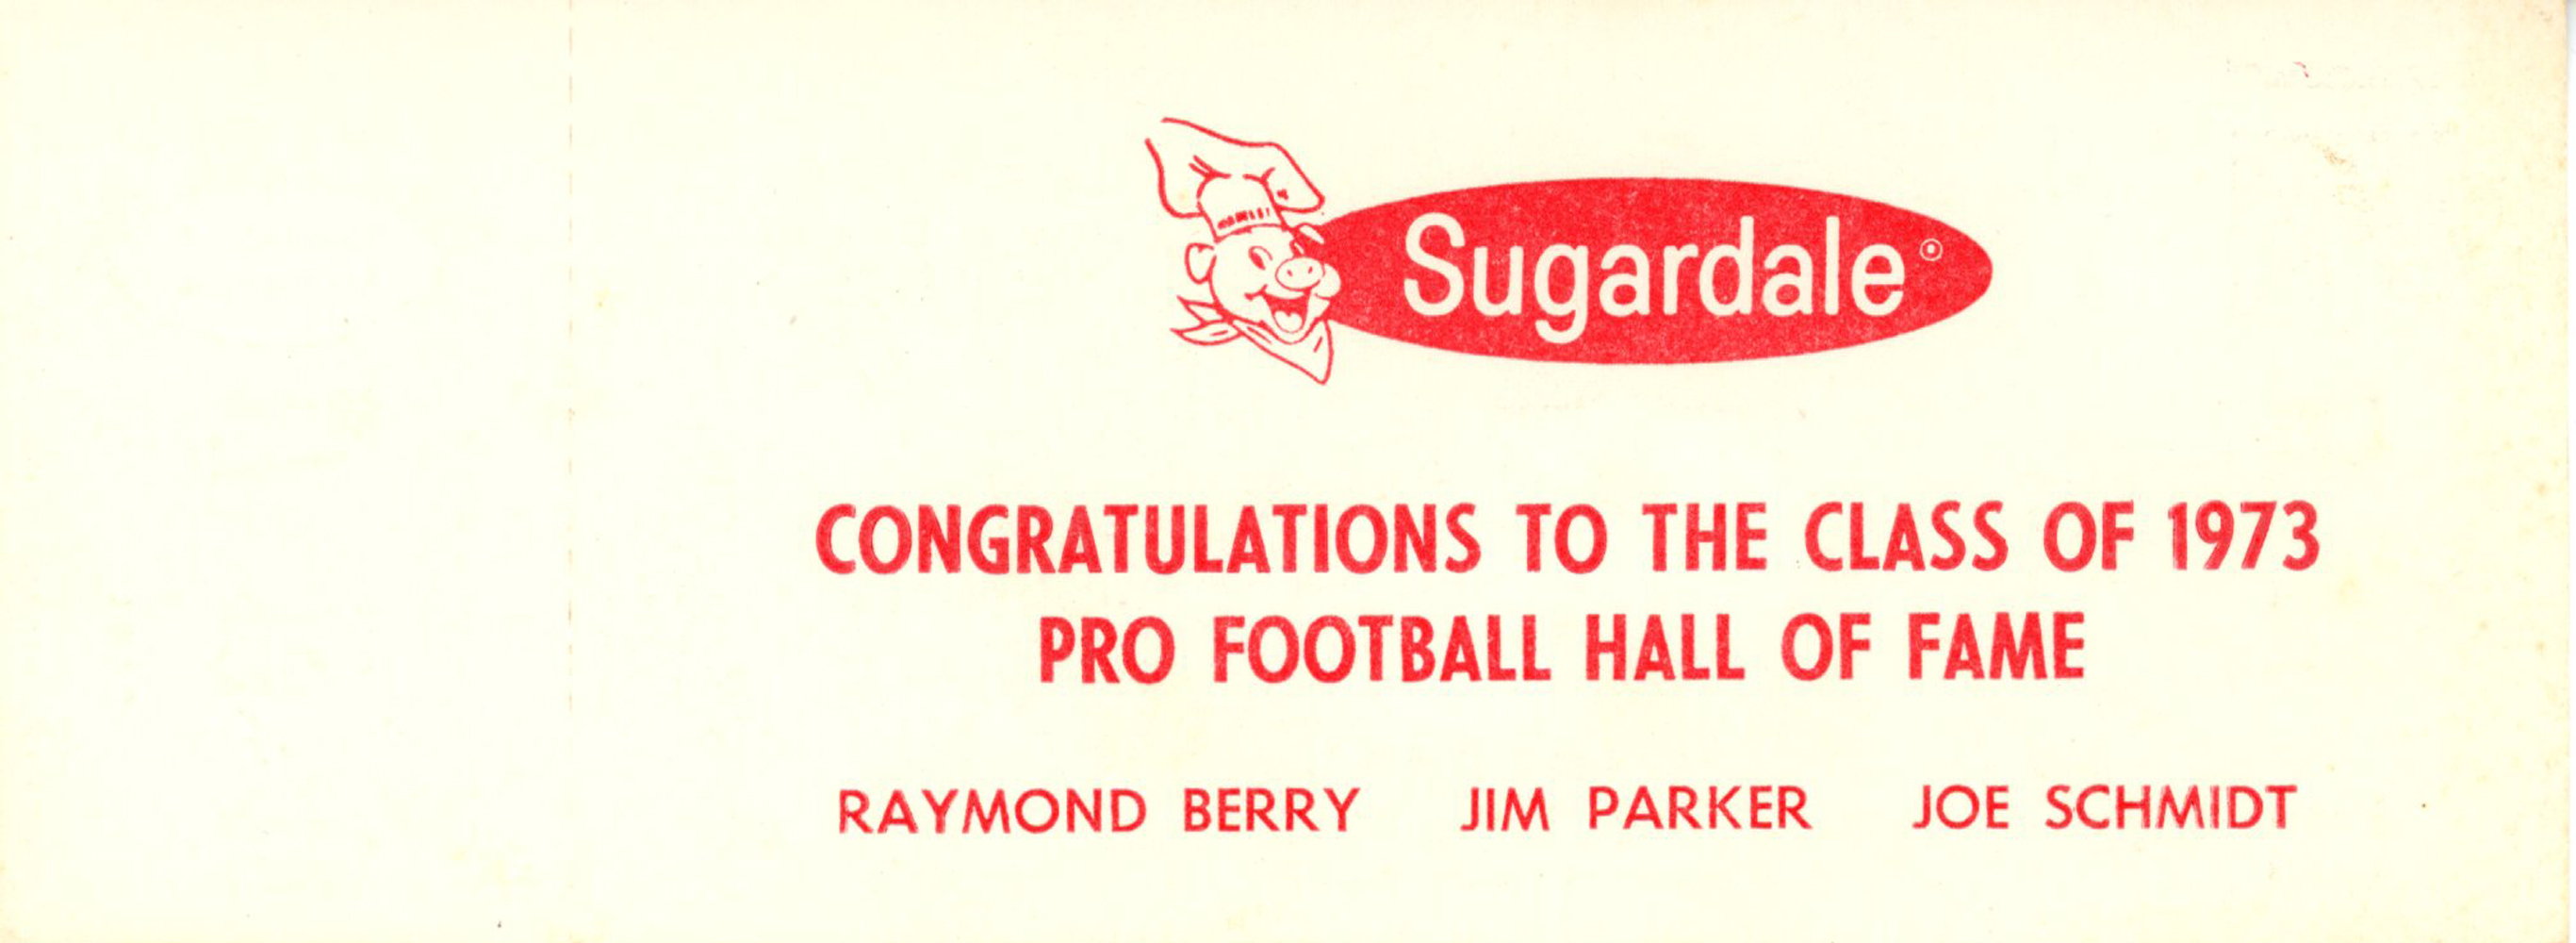 Sugardale®
CONGRATULATIONS TO THE CLASS OF 1973
PRO FOOTBALL HALL OF FAME
RAYMOND BERRY JIM PARKER JOE SCHMIDT